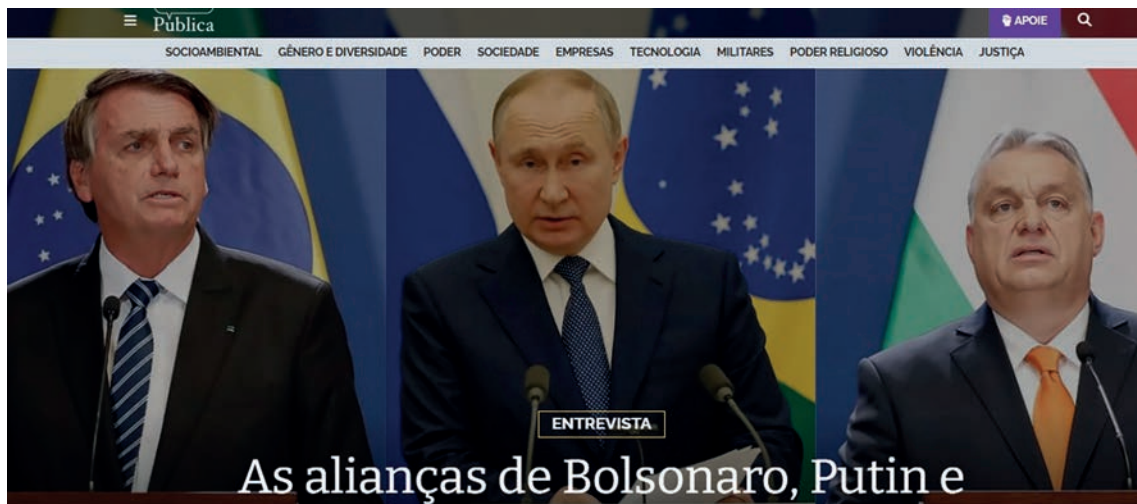 Pública
APOIE
SOCIOAMBIENTAL GÊNERO E DIVERSIDADE PODER SOCIEDADE EMPRESAS TECNOLOGIA MILITARES PODER RELIGIOSO VIOLÊNCIA JUSTIÇA
ENTREVISTA
As alianças de Bolsonaro, Putin e